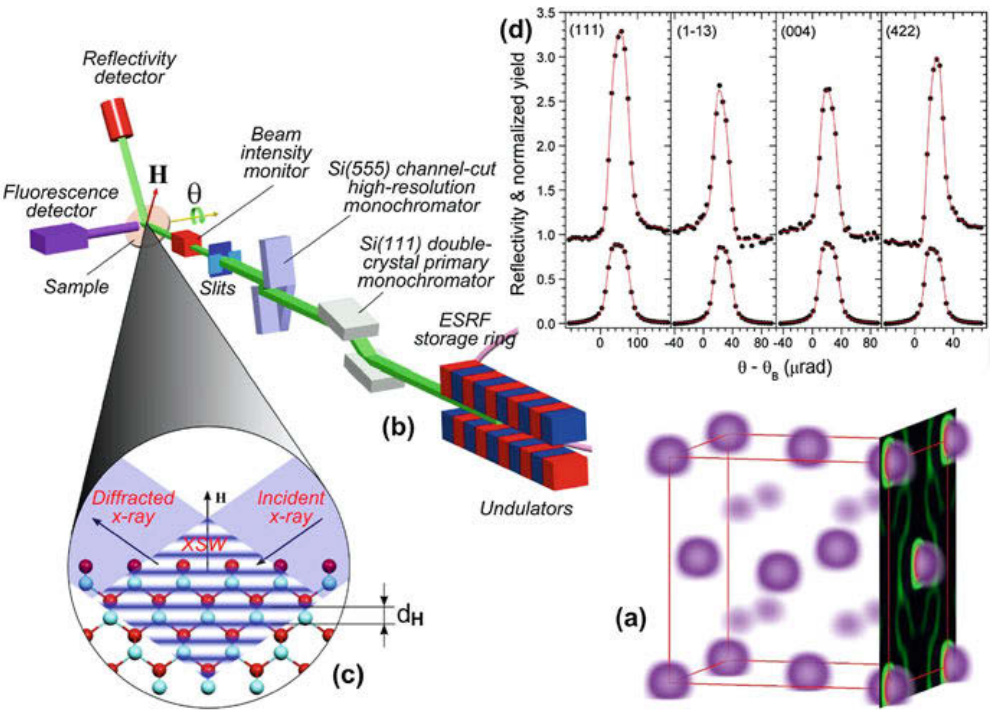 (b)
Reflectivity
detector
Beam
intensity
monitor
Si(555) channel-cut
high-resolution
monochromator
H
θ
Fluorescence
detector
Si(111) double-
crystal primary
monochromator
Sample
Slits
ESRF
storage ring
(b)
Undulators
Diffracted
x-ray
H
Incident
x-ray
XSW
dH
(c)
(d)
Reflectivity & normalized yield
3.5
3.0
2.5
2.0
1.5
1.0
0.5
0.0
(111)
(1-13)
(004)
(422)
0 80 -40 0 40 80 -40 0 40 80 -40 0 40
θ - θB (μrad)
(a)